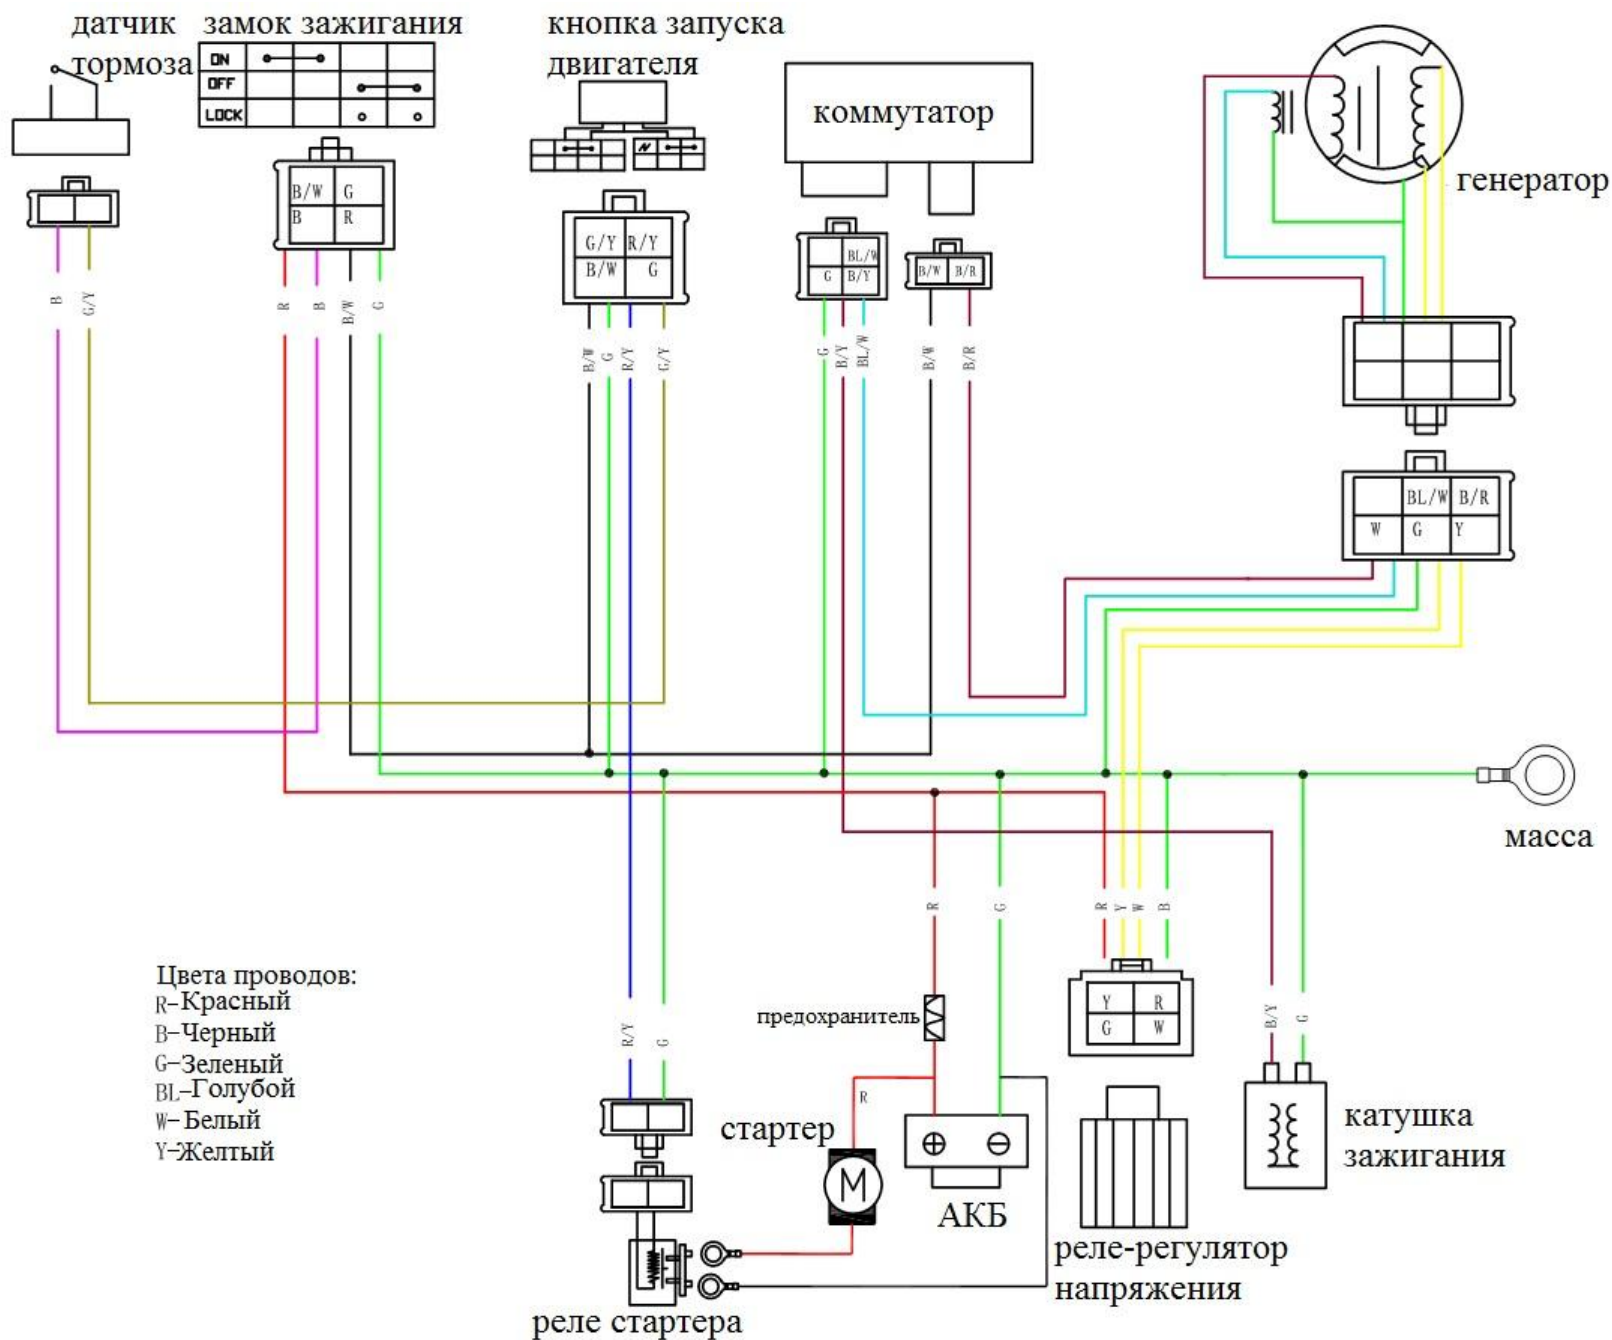 датчик
тормоза
замок зажигания
ON
OFF
LOCK
кнопка запуска
двигателя
N
коммутатор
генератор
B/W G
B R
G/Y R/Y
B/W G
BL/W
G B/Y
B/W B/R
B
G/Y
R
B
B/W
G
B/W
G
R/Y
G/Y
G
B/Y
BL/W
B/W
B/R
BL/W B/R
W G Y
масса
R
G
R
Y
W
B
Цвета проводов:
R-Красный
B-Черный
G-Зеленый
BL-Голубой
W-Белый
Y-Желтый
R/Y
G
предохранитель
Y R
G W
B/Y
G
R
стартер
M
АКБ
катушка
зажигания
реле-регулятор
напряжения
реле стартера